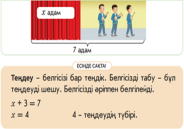 x адам
7 адам
ЕСІҢДЕ САҚТА!
Теңдеу – белгісізі бар теңдік. Белгісізді табу – бұл
теңдеуді шешу. Белгісізді әріппен белгілейді.
x + 3 = 7
x = 4 4 – теңдеудің түбірі.